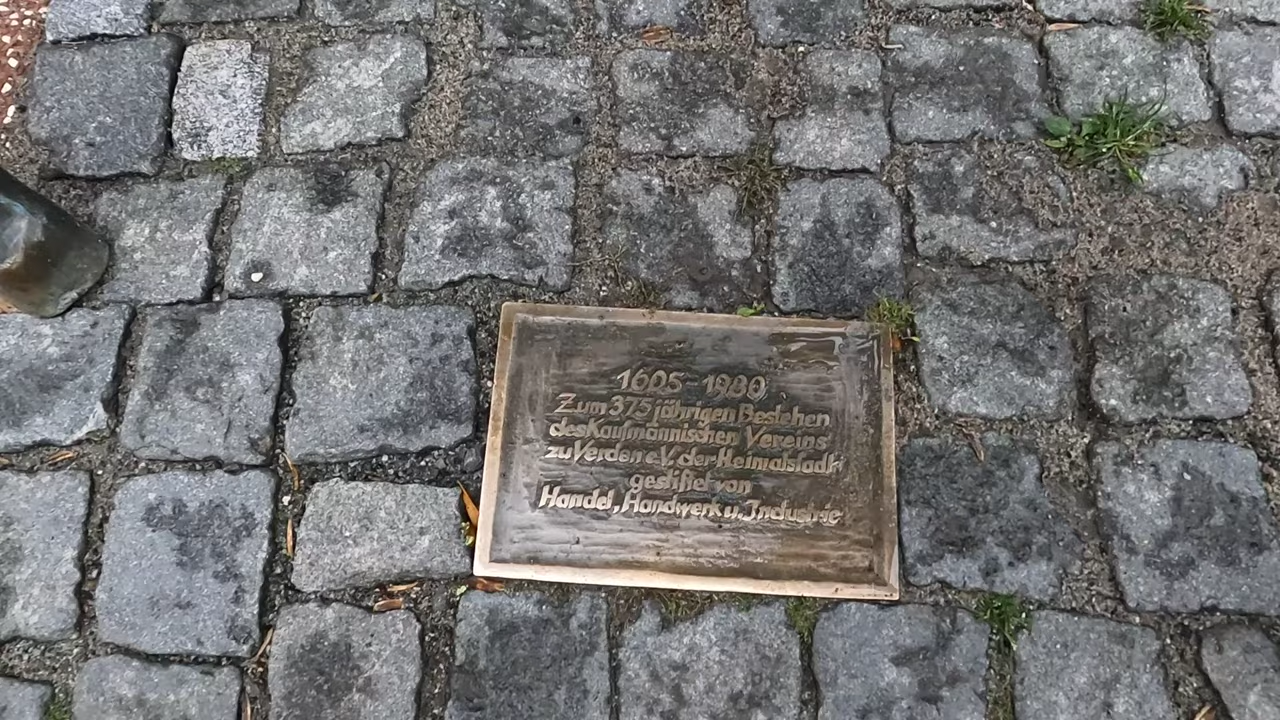 1605-1980
Zum 375 jährigen Bestehen
des Kaufmännischen Vereins
zu Verden e.V. der Heimatstadt
gestiftet von
Handel, Handwerk u. Industrie